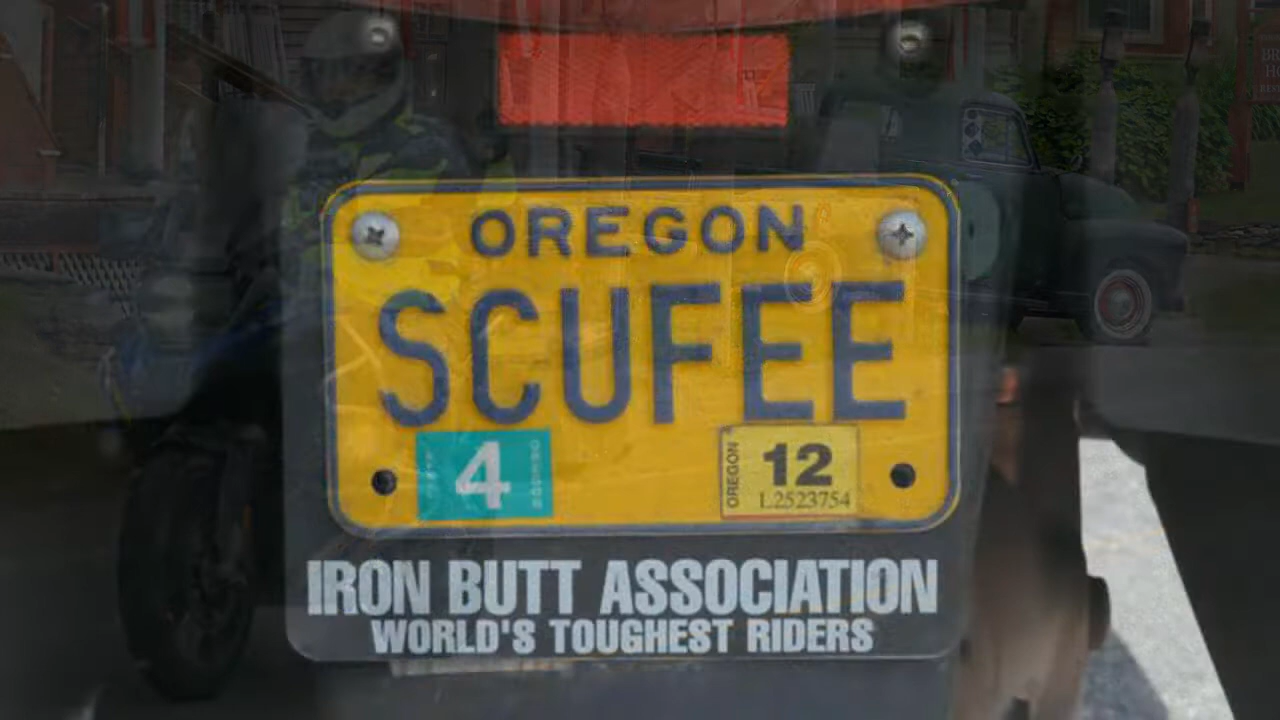 OREGON
SCUFEE
4
OREGON
12
L2523754
IRON BUTT ASSOCIATION
WORLD'S TOUGHEST RIDERS